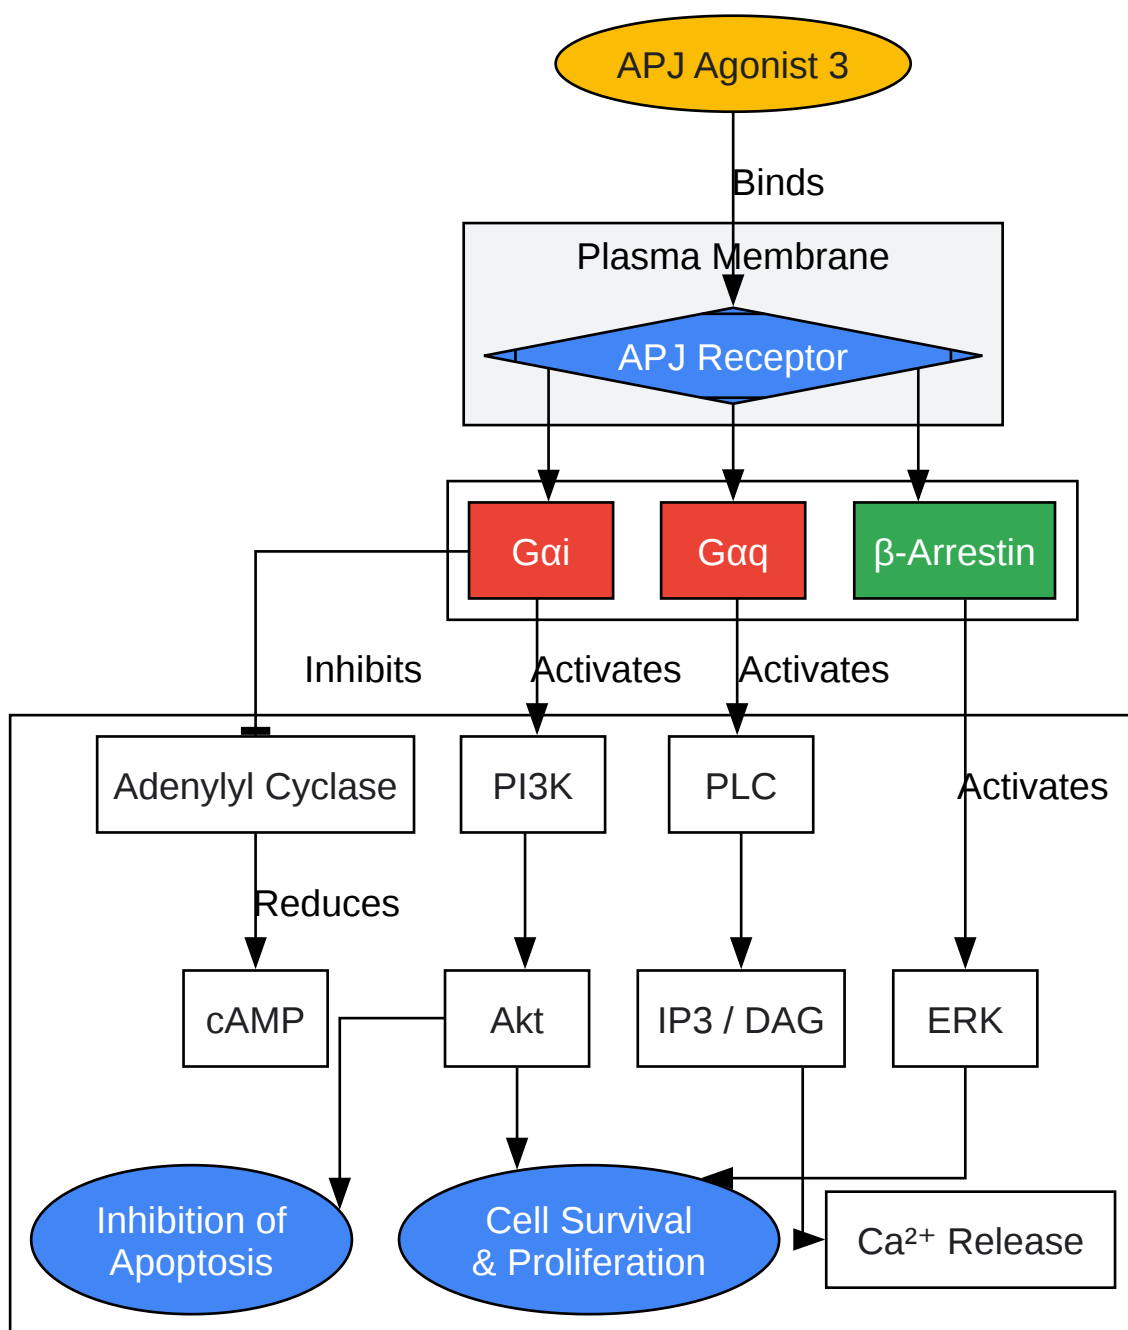 APJ Agonist 3
Binds
Plasma Membrane
APJ Receptor
Gαi
Gαq
β-Arrestin
Inhibits
Activates
Activates
Adenylyl Cyclase
PI3K
PLC
Activates
Reduces
cAMP
Akt
IP3 / DAG
ERK
Inhibition of
Apoptosis
Cell Survival
& Proliferation
Ca²⁺ Release